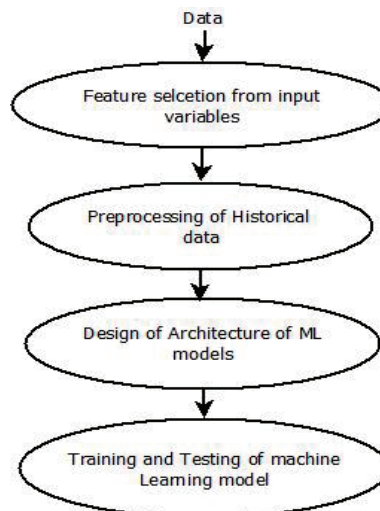 Data
Feature selcetion from input
variables
Preprocessing of Historical
data
Design of Architecture of ML
models
Training and Testing of machine
Learning model